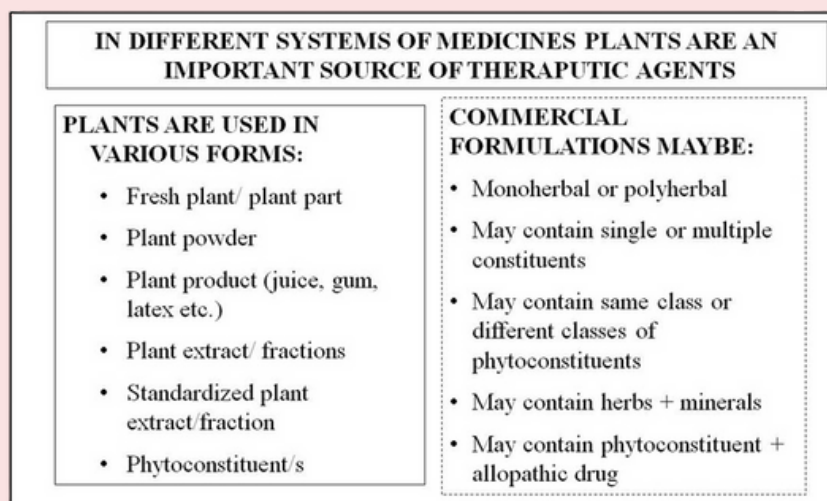 IN DIFFERENT SYSTEMS OF MEDICINES PLANTS ARE AN
IMPORTANT SOURCE OF THERAPUTIC AGENTS
PLANTS ARE USED IN
VARIOUS FORMS:
• Fresh plant/ plant part
• Plant powder
• Plant product (juice, gum,
latex etc.)
• Plant extract/ fractions
• Standardized plant
extract/fraction
• Phytoconstituent/s
COMMERCIAL
FORMULATIONS MAYBE:
• Monoherbal or polyherbal
• May contain single or multiple
constituents
• May contain same class or
different classes of
phytoconstituents
• May contain herbs + minerals
• May contain phytoconstituent +
allopathic drug